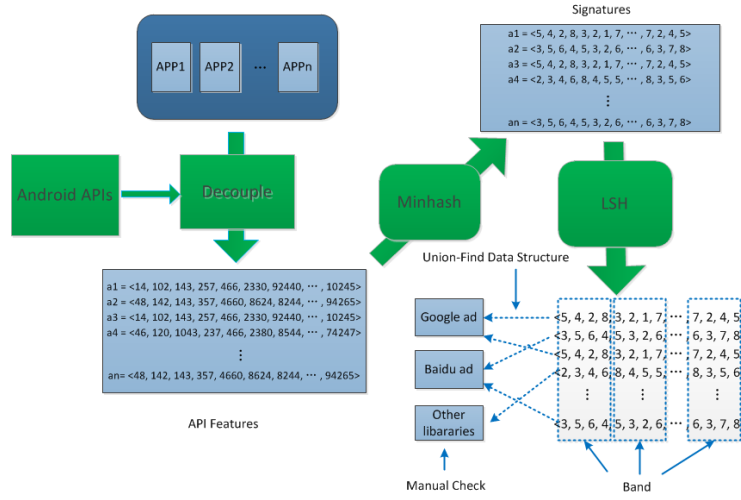 Signatures
a1 = <5, 4, 2, 8, 3, 2, 1, 7, ··· , 7, 2, 4, 5>
a2 = <3, 5, 6, 4, 5, 3, 2, 6, ··· , 6, 3, 7, 8>
a3 = <5, 4, 2, 8, 3, 2, 1, 7, ··· , 7, 2, 4, 5>
a4 = <2, 3, 4, 6, 8, 4, 5, 5, ··· , 8, 3, 5, 6>
⋮
an = <3, 5, 6, 4, 5, 3, 2, 6, ··· , 6, 3, 7, 8>
APP1 APP2 ··· APPn
Android APIs
Decouple
Minhash
LSH
a1 = <14, 102, 143, 257, 466, 2330, 92440, ··· , 10245>
a2 = <48, 142, 143, 357, 4660, 8624, 8244, ··· , 94265>
a3 = <14, 102, 143, 257, 466, 2330, 92440, ··· , 10245>
a4 = <46, 120, 1043, 237, 466, 2380, 8544, ··· , 74247>
⋮
an= <48, 142, 143, 357, 4660, 8624, 8244, ··· , 94265>
API Features
Union-Find Data Structure
Google ad
Baidu ad
Other
libararies
Manual Check
<5, 4, 2, 8, 3, 2, 1, 7, ··· 7, 2, 4, 5
<3, 5, 6, 4, 5, 3, 2, 6, ··· , 6, 3, 7, 8
<5, 4, 2, 8, 3, 2, 1, 7, ··· , 7, 2, 4, 5
<2, 3, 4, 6, 8, 4, 5, 5, ··· , 8, 3, 5, 6
⋮ ⋮ ⋮
<3, 5, 6, 4, 5, 3, 2, 6, ··· , 6, 3, 7, 8
Band